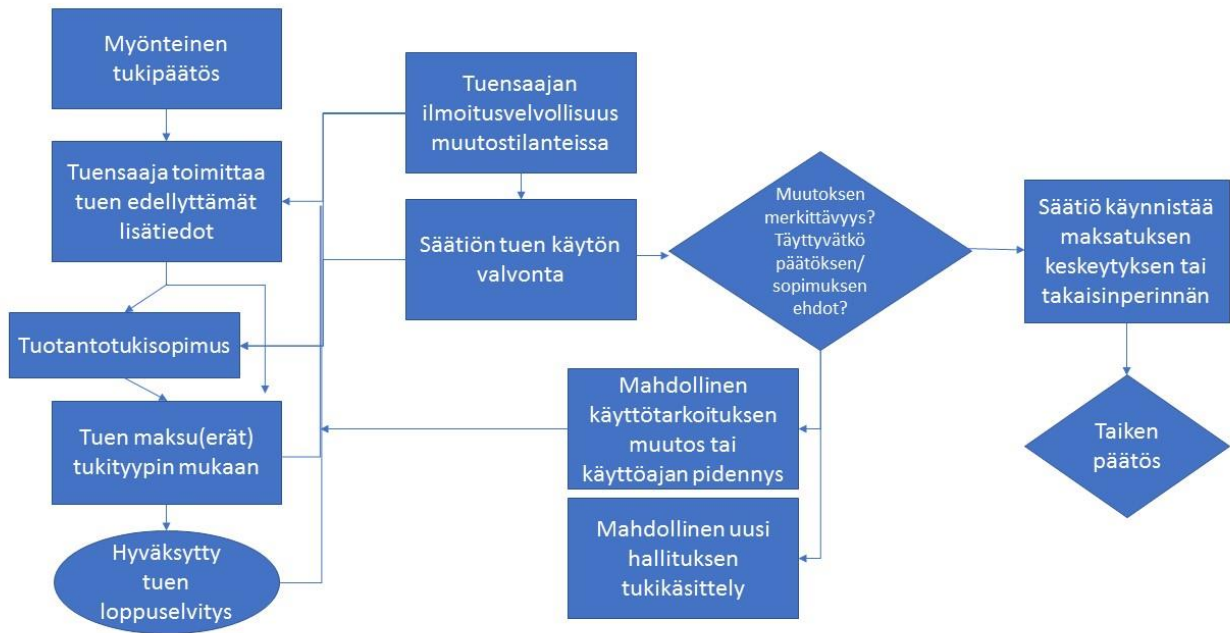 Myönteinen
tukipäätös
Tuensaaja toimittaa
tuen edellyttämät
lisätiedot
Tuotantotukisopimus
Tuen maksu(erät)
tukityypin mukaan
Hyväksytty
tuen
loppuselvitys
Tuensaajan
ilmoitusvelvollisuus
muutostilanteissa
Säätiön tuen käytön
valvonta
Muutoksen
merkittävyys?
Täyttyvätkö
päätöksen/
sopimuksen
ehdot?
Mahdollinen
käyttötarkoituksen
muutos tai
käyttöajan pidennys
Mahdollinen uusi
hallituksen
tukikäsittely
Säätiö käynnistää
maksatuksen
keskeytyksen tai
takaisinperinnän
Taiken
päätös